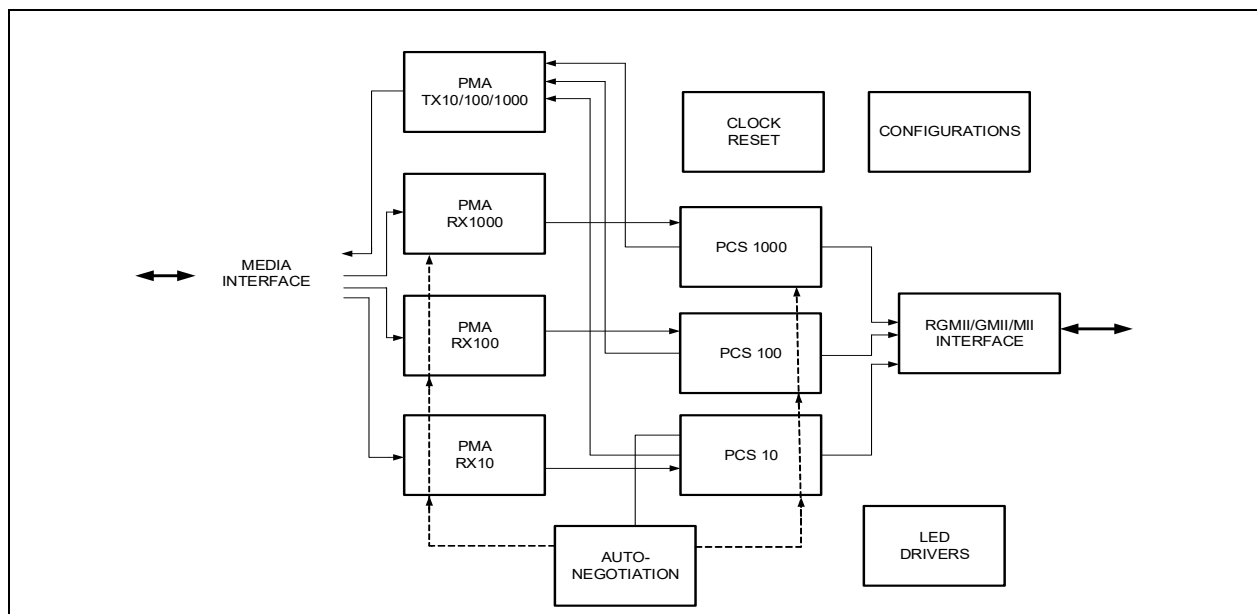 PMA
TX10/100/1000
CLOCK
RESET
CONFIGURATIONS
PMA
RX1000
PCS 1000
MEDIA
INTERFACE
PMA
RX100
PCS 100
RGMII/GMII/MII
INTERFACE
PMA
RX10
PCS 10
AUTO-
NEGOTIATION
LED
DRIVERS